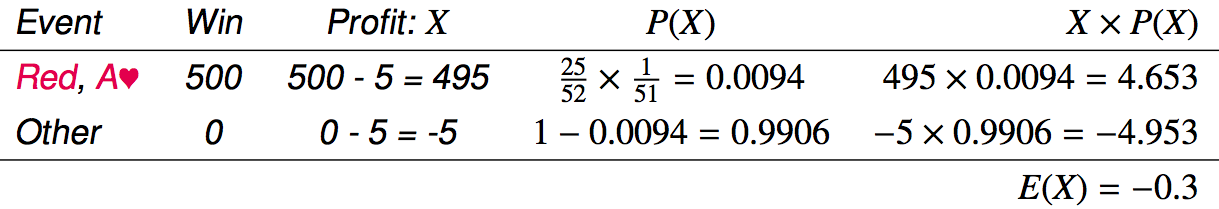 Event Win Profit: X P(X) X × P(X)
Red, A♥ 500 500 - 5 = 495 25/52 × 1/51 = 0.0094 495 × 0.0094 = 4.653
Other 0 0 - 5 = -5 1 − 0.0094 = 0.9906 −5 × 0.9906 = −4.953
E(X) = −0.3